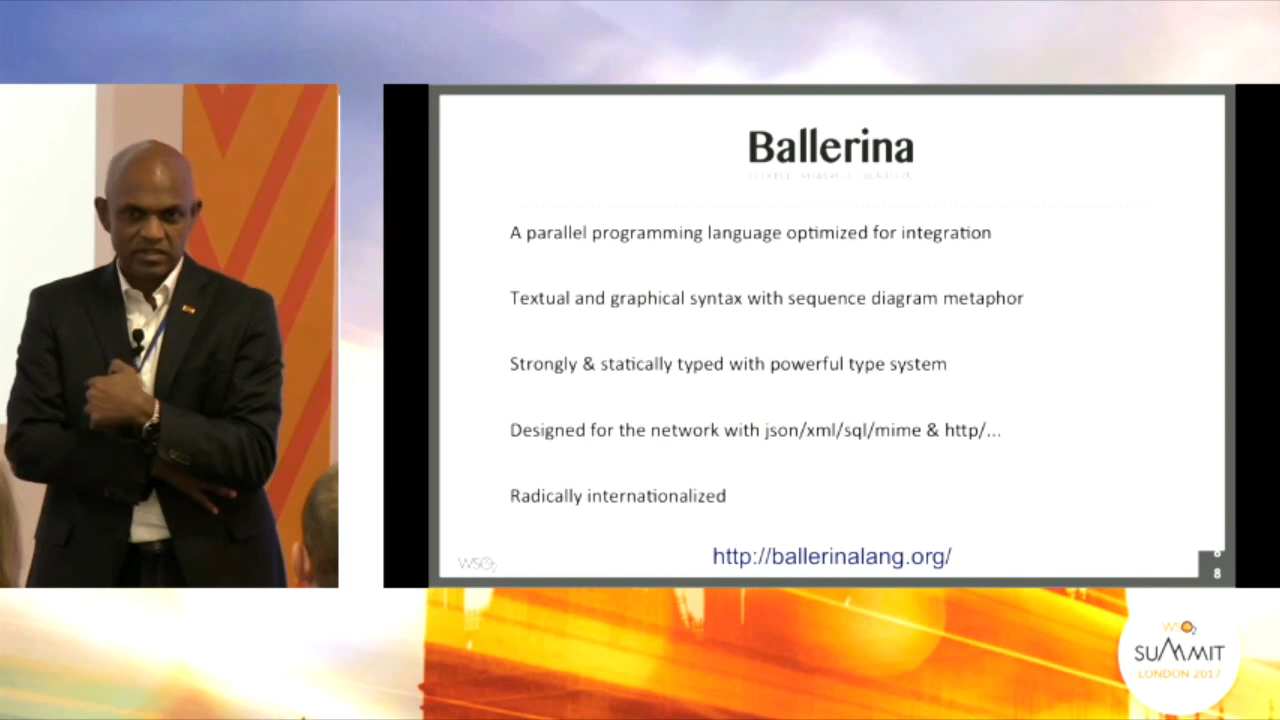 Ballerina
A parallel programming language optimized for integration
Textual and graphical syntax with sequence diagram metaphor
Strongly & statically typed with powerful type system
Designed for the network with json/xml/sql/mime & http/...
Radically internationalized
http://ballerinalang.org/
WSO2
8
WSO2
SUMMIT
LONDON 2017